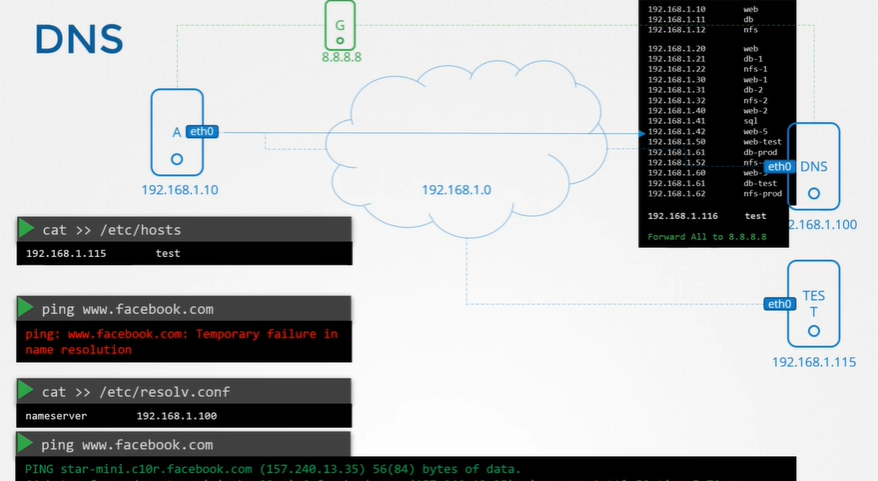 DNS
G
8.8.8.8
A
eth0
192.168.1.10
192.168.1.0
192.168.1.10 web
192.168.1.11 db
192.168.1.12 nfs
192.168.1.20 web
192.168.1.21 db-1
192.168.1.22 nfs-1
192.168.1.30 web-1
192.168.1.31 db-2
192.168.1.32 nfs-2
192.168.1.40 web-2
192.168.1.41 sql
192.168.1.42 web-5
192.168.1.50 web-test
192.168.1.61 db-prod
192.168.1.52 nfs-
192.168.1.60 web-
192.168.1.61 db-test
192.168.1.62 nfs-prod
192.168.1.116 test
Forward All to 8.8.8.8
eth0
DNS
2.168.1.100
cat >> /etc/hosts
192.168.1.115 test
ping www.facebook.com
ping: www.facebook.com: Temporary failure in
name resolution
cat >> /etc/resolv.conf
nameserver 192.168.1.100
ping www.facebook.com
PING star-mini.c10r.facebook.com (157.240.13.35) 56(84) bytes of data.
eth0
TES
T
192.168.1.115